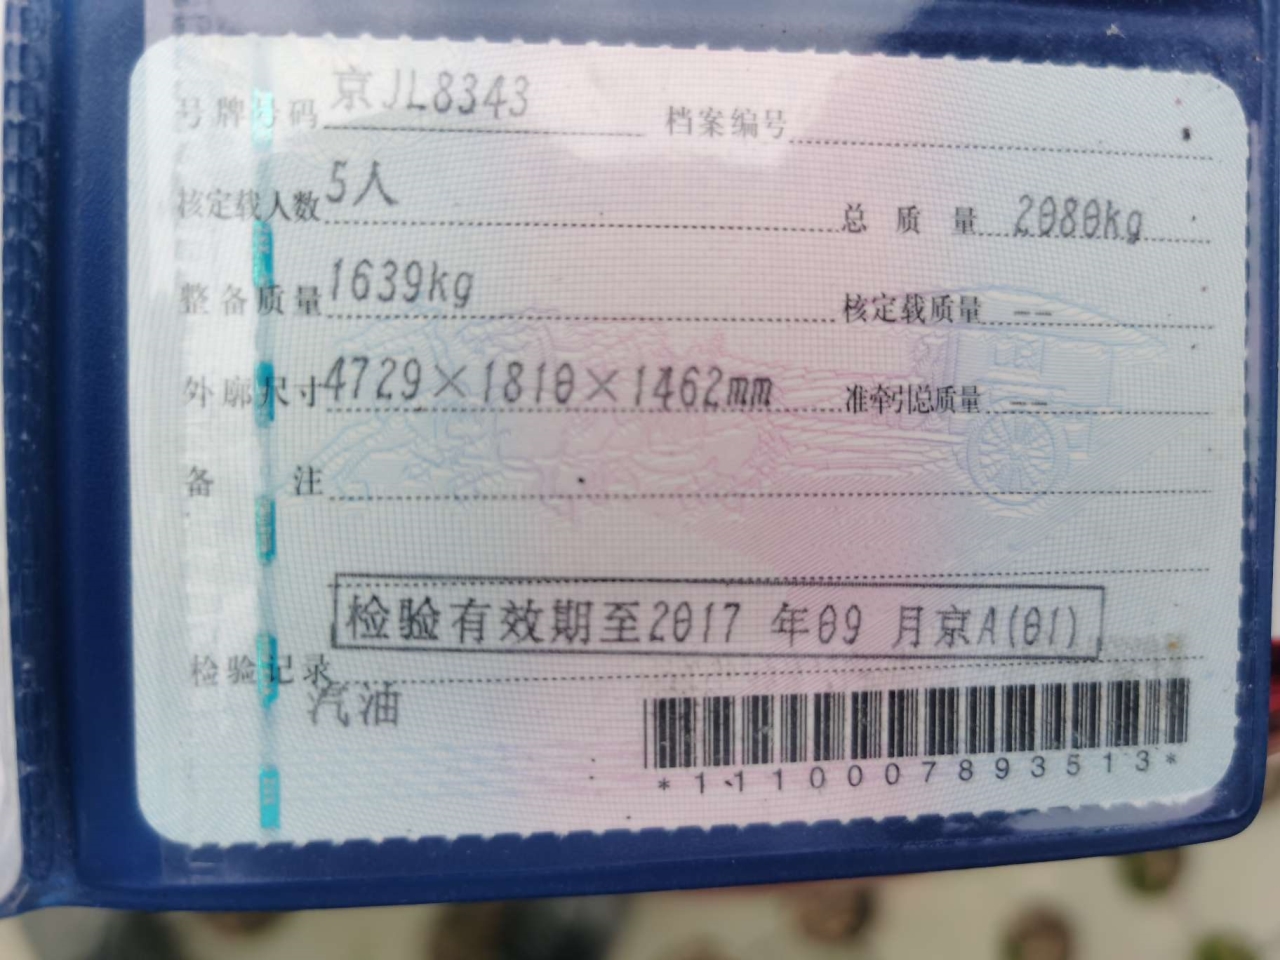 号牌号码 京JL8343 档案编号
核定载人数 5人 总质量 2080kg
整备质量 1639kg 核定载质量 --
外廓尺寸 4729×1810×1462mm 准牵引总质量 --
备注
检验有效期至2017 年09 月京A(01)
检验记录
汽油
*1110007893513*